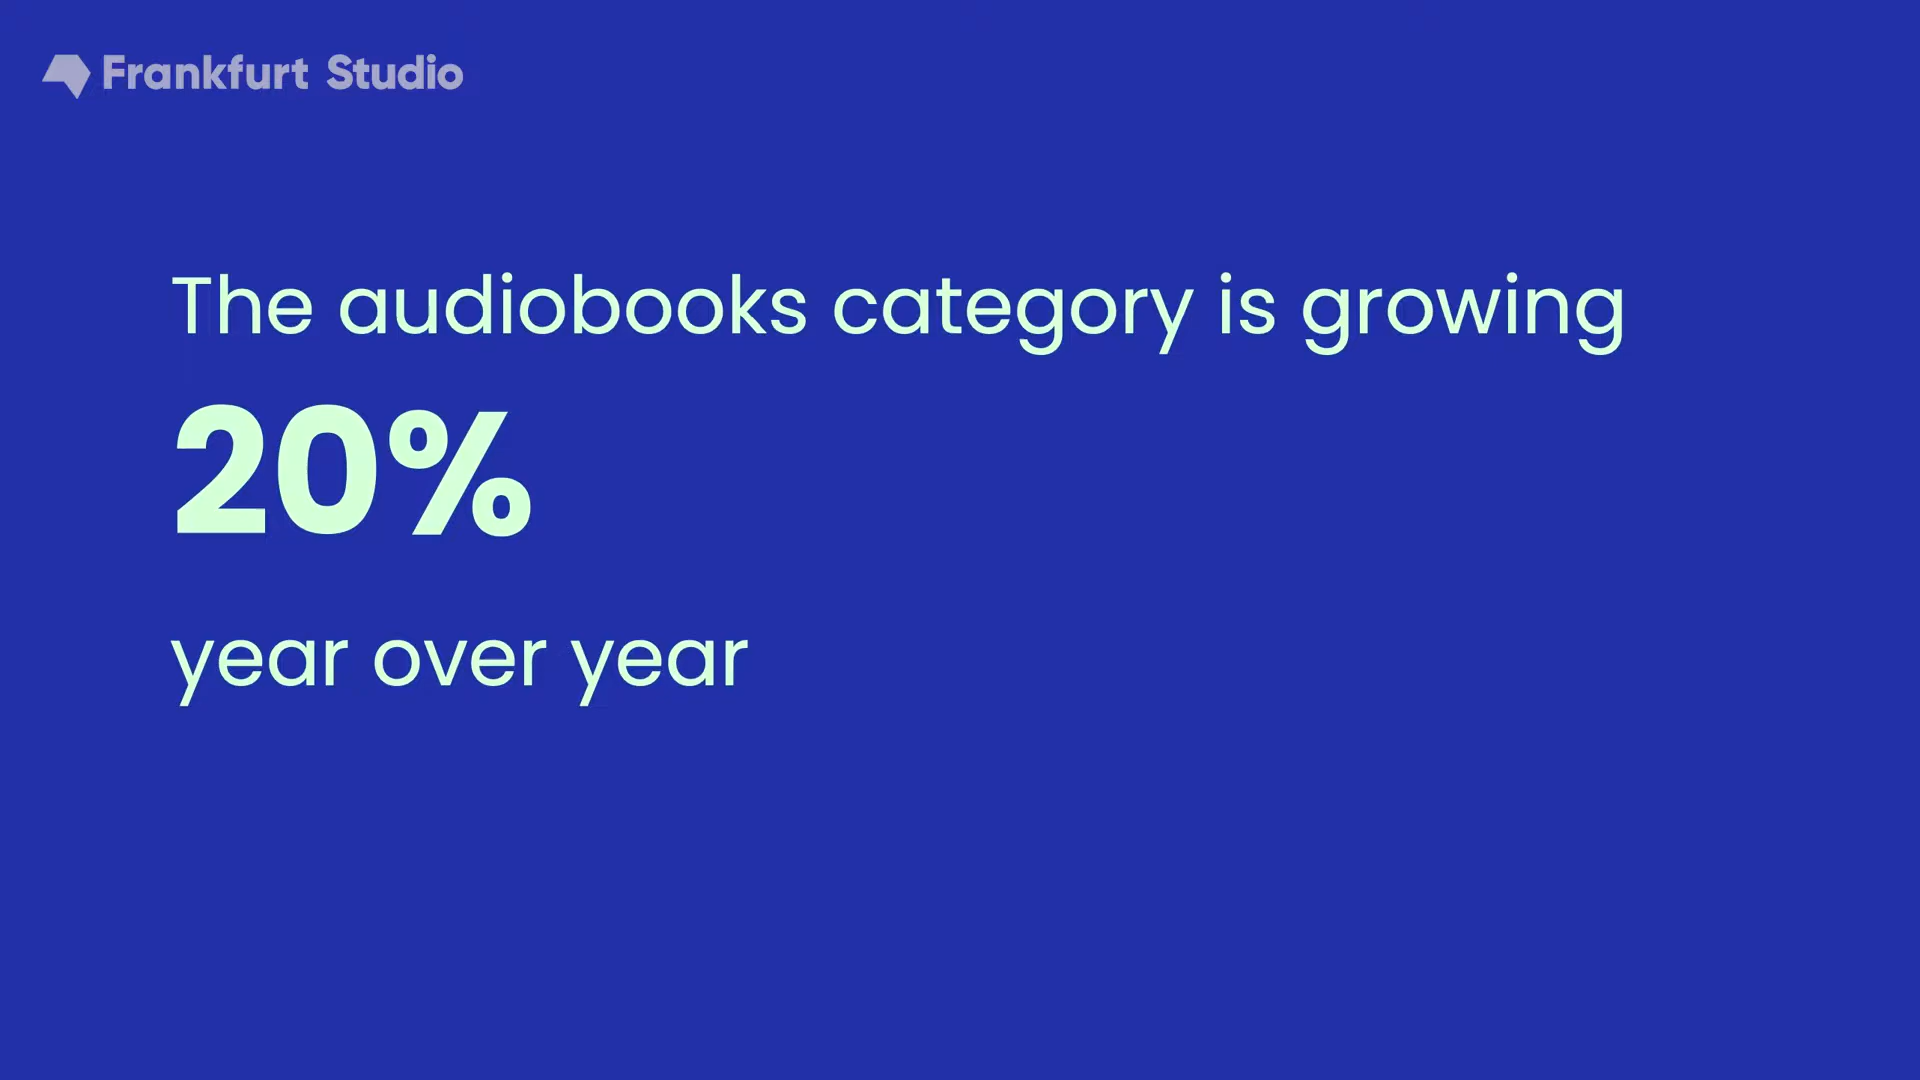 Frankfurt Studio
The audiobooks category is growing
20%
year over year